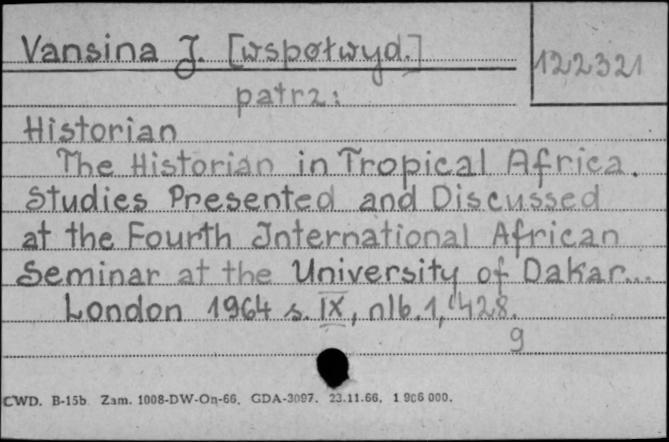 Vansina J. [współwyd.]
122321
patrz:
Historian
The Historian in Tropical Africa.
Studies Presented and Discussed
at the Fourth International African
Seminar at the University of Dakar...
London 1964 s. IX, nlb. 1, 428.
9
CWD. B-15b Zam. 1008-DW-On-66. GDA-3097. 23.11.66. 1 906 000.